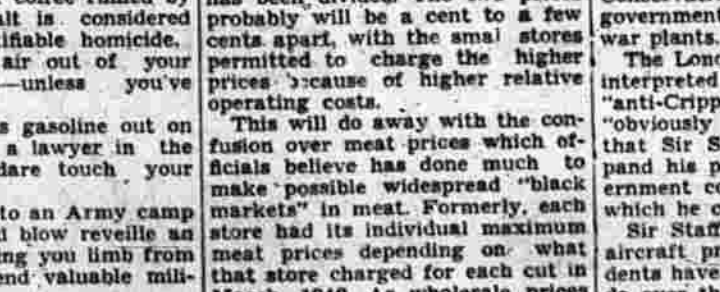 alt is considered
ifiable homicide.
air out of your
—unless you've
s gasoline out on
a lawyer in the
dare touch your
to an Army camp
blow reveille an
ng you limb from
end valuable mili-
probably will be a cent to a few
cents apart, with the smal stores
permitted to charge the higher
prices because of higher relative
operating costs.
This will do away with the con-
fusion over meat prices which of-
ficials believe has done much to
make possible widespread "black
markets" in meat. Formerly, each
store had its individual maximum
meat prices depending on what
that store charged for each cut in
wholesale prices
government
war plants.
The Lond
interpreted
"anti-Cripp
"obviously
that Sir S
pand his p
ernment c
which he
Sir Staff
aircraft pr
dents have